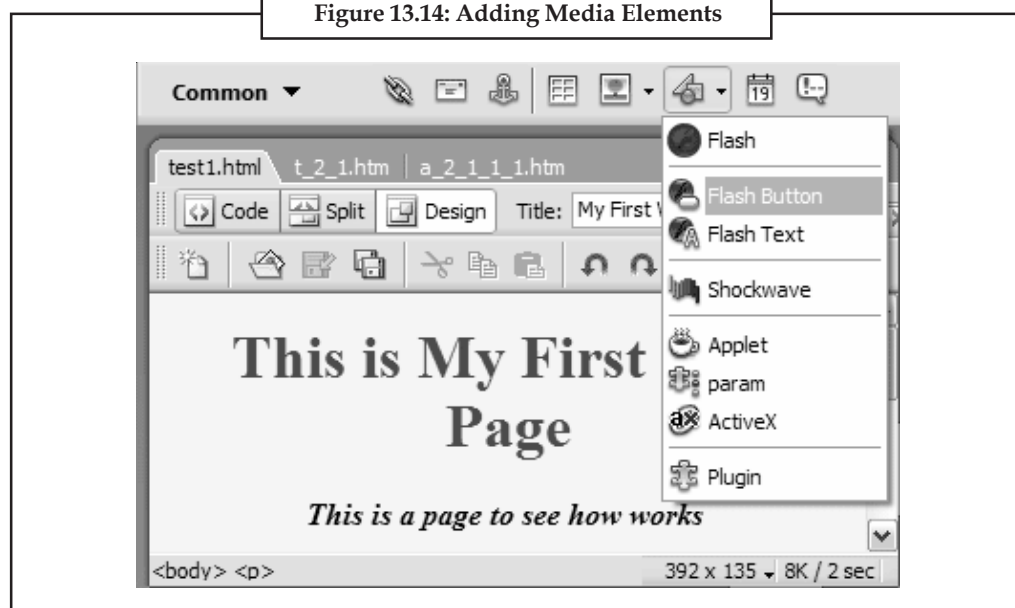 Figure 13.14: Adding Media Elements
Common
19
Flash
test1.html t_2_1.htm a_2_1_1_1.htm
Flash Button
Code Split Design Title: My First
Flash Text
Shockwave
This is My First
Applet
param
Page
ActiveX
Plugin
This is a page to see how works
<body> <p> 392 x 135 8K / 2 sec